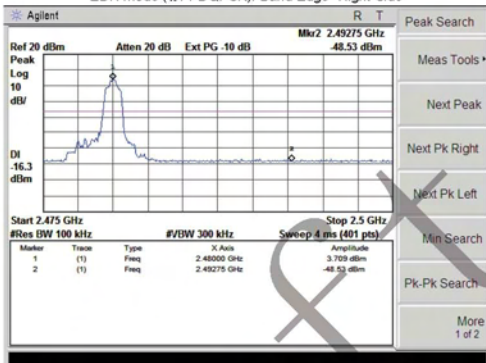 Agilent
R T
Peak Search
Mkr2 2.49275 GHz
Ref 20 dBm Atten 20 dB Ext PG -10 dB -48.53 dBm
Peak
Log
10
dB/
1
2
DI
-16.3
dBm
Start 2.475 GHz Stop 2.5 GHz
#Res BW 100 kHz #VBW 300 kHz Sweep 4 ms (401 pts)
Marker Trace Type X Axis Amplitude
1 (1) Freq 2.48000 GHz 3.709 dBm
2 (1) Freq 2.49275 GHz -48.53 dBm
Meas Tools
Next Peak
Next Pk Right
Next Pk Left
Min Search
Pk-Pk Search
More
1 of 2